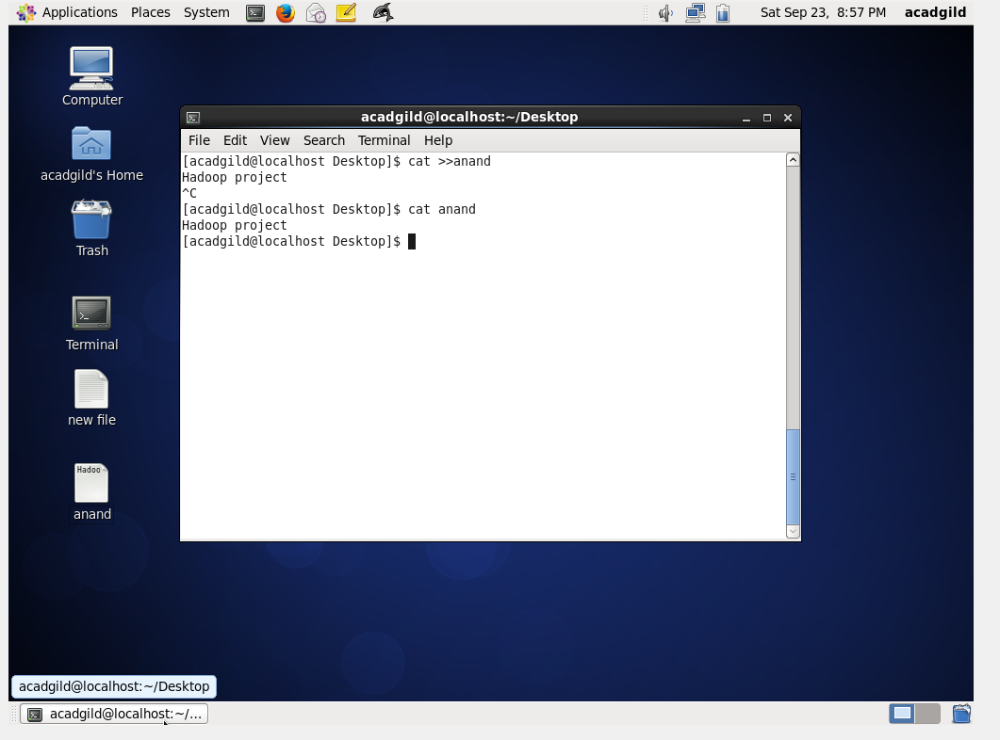 Applications Places System Sat Sep 23, 8:57 PM acadgild
Computer
acadgild's Home
Trash
Terminal
new file
Hadoo
anand
acadgild@localhost:~/Desktop
File Edit View Search Terminal Help
[acadgild@localhost Desktop]$ cat >>anand
Hadoop project
^C
[acadgild@localhost Desktop]$ cat anand
Hadoop project
[acadgild@localhost Desktop]$
acadgild@localhost:~/Desktop
acadgild@localhost:~/...